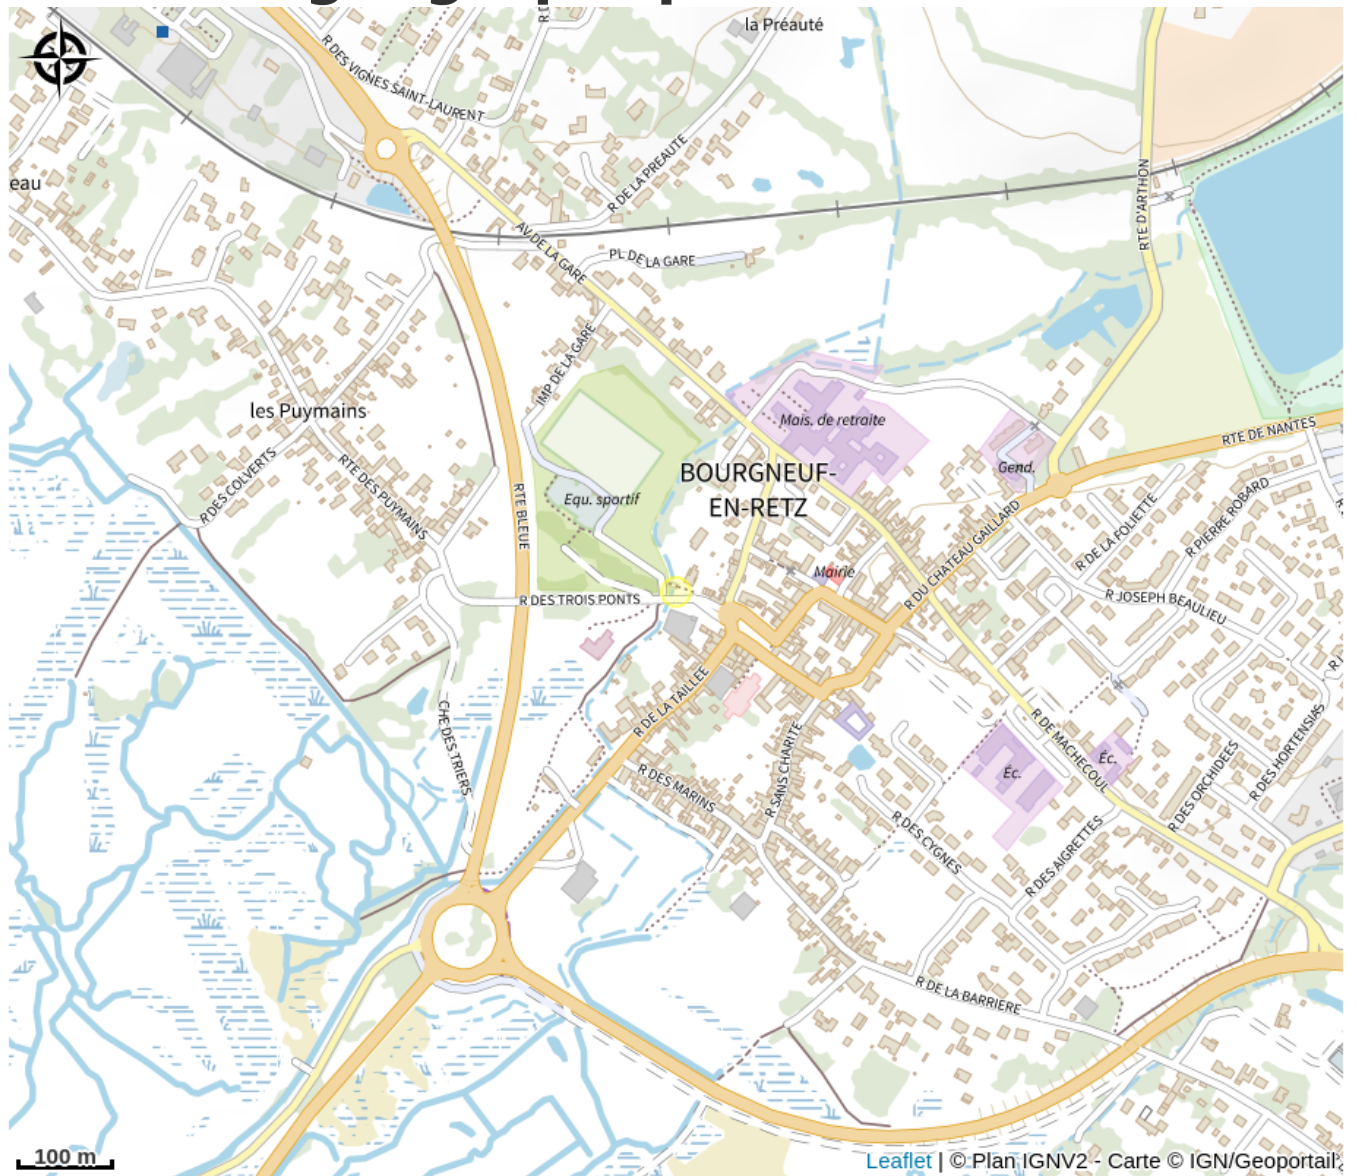 la Préauté
R DES VIGNES SAINT-LAURENT
R DE LA PREAUTE
eau
RTE D'ARTHON
AV DE LA GARE
PL DE LA GARE
IMP DE LA GARE
les Puymains
Mais. de retraite
RTE DE NANTES
BOURGNEUF-
EN-RETZ
Gend.
R DES COLVERTS
RTE DES PUYMAINS
RTE BLEUE
Equ. sportif
R DU CHATEAU GAILLARD
R DE LA FOLIETTE
R PIERRE ROBARD
Mairie
R DES TROIS PONTS
R JOSEPH BEAULIEU
R DE LA TAILLEE
CHE DES TRIERS
R DES MARINS
R SANS CHARITE
R DE MACHECOUL
Éc.
Éc.
R DES ORCHIDEES
R DES HORTENSIAS
R DES CYGNES
R DES AIGRETTES
R DE LA BARRIERE
100 m
Leaflet | © Plan IGNV2 - Carte © IGN/Geoportail